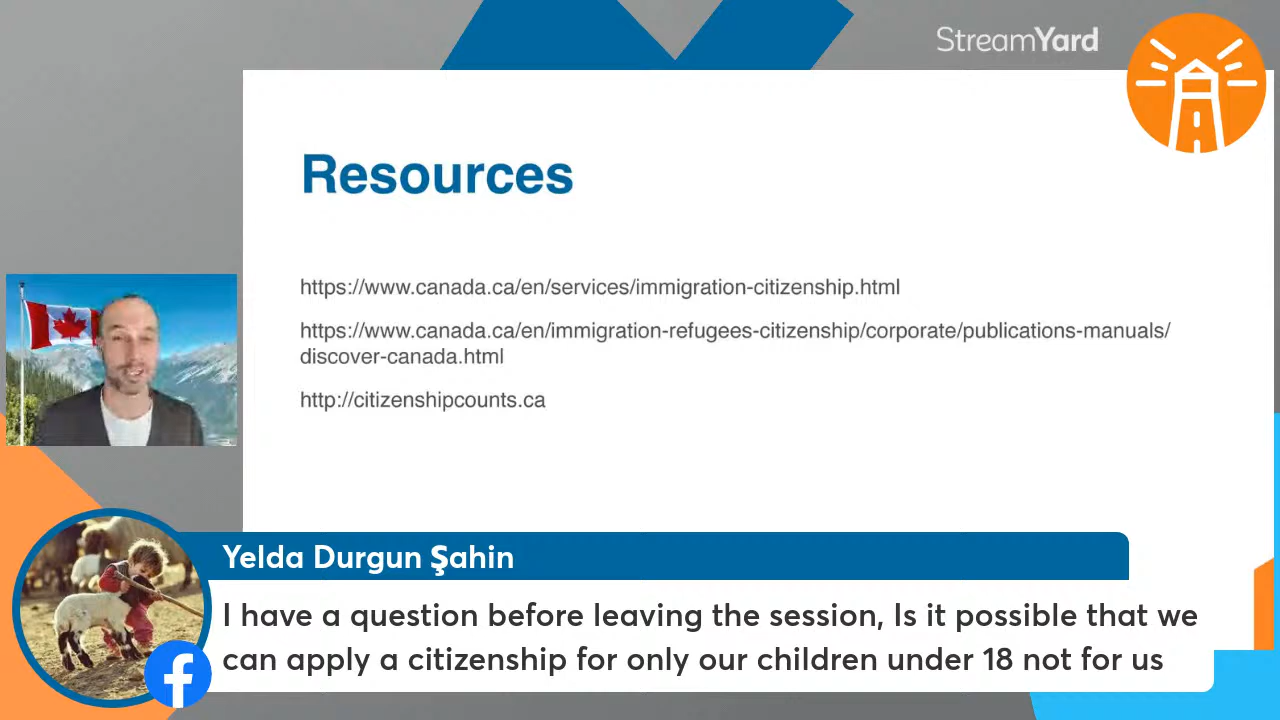 StreamYard
Resources
https://www.canada.ca/en/services/immigration-citizenship.html
https://www.canada.ca/en/immigration-refugees-citizenship/corporate/publications-manuals/
discover-canada.html
http://citizenshipcounts.ca
Yelda Durgun Şahin
I have a question before leaving the session, Is it possible that we
can apply a citizenship for only our children under 18 not for us